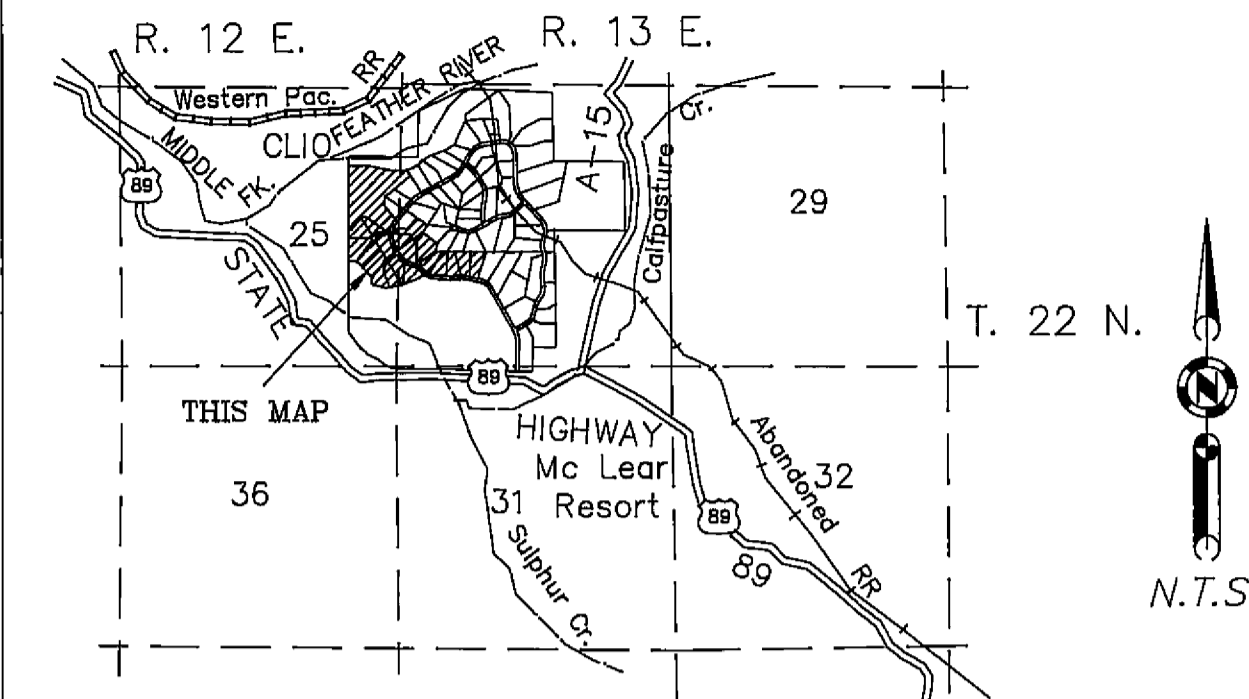 R. 12 E.
R. 13 E.
Western Pac. RR
CLIO
FEATHER RIVER
MIDDLE FK.
A-15
Calfpasture Cr.
89
25
29
STATE
T. 22 N.
89
THIS MAP
HIGHWAY
Mc Lear
Resort
36
31
32
Abandoned RR
89
89
Sulphur Cr.
N
N.T.S